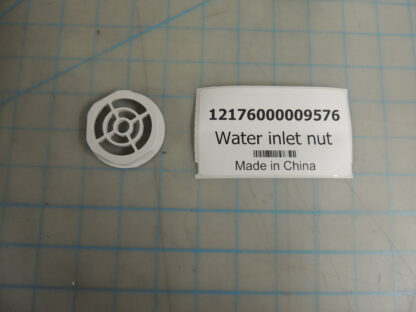 12176000009576
Water inlet nut
Made in China